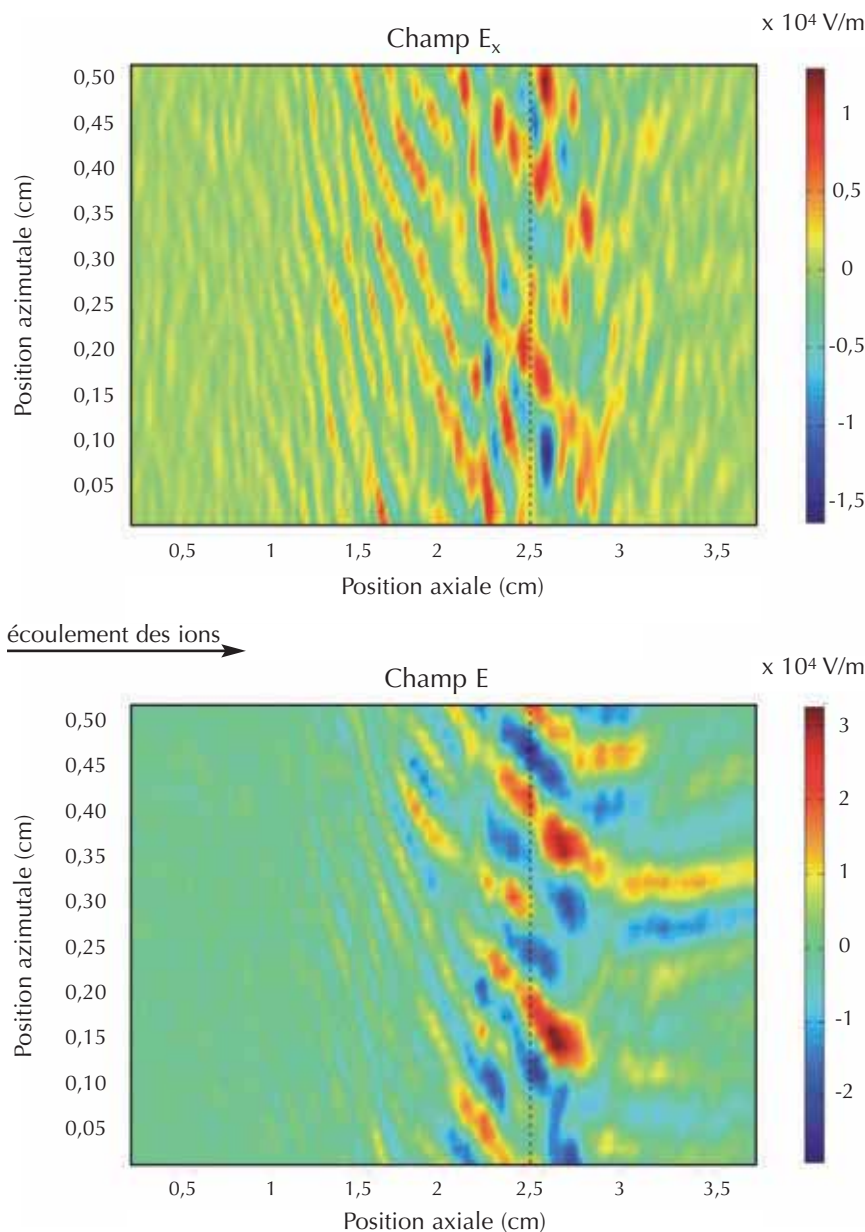 x 10⁴ V/m
Champ Eₓ
Position azimutale (cm)
0,50
0,45
0,40
0,35
0,30
0,25
0,20
0,15
0,10
0,05
1
0,5
0
-0,5
-1
-1,5
0,5 1 1,5 2 2,5 3 3,5
Position axiale (cm)
écoulement des ions
x 10⁴ V/m
Champ E
Position azimutale (cm)
0,50
0,45
0,40
0,35
0,30
0,25
0,20
0,15
0,10
0,05
3
2
1
0
-1
-2
0,5 1 1,5 2 2,5 3 3,5
Position axiale (cm)